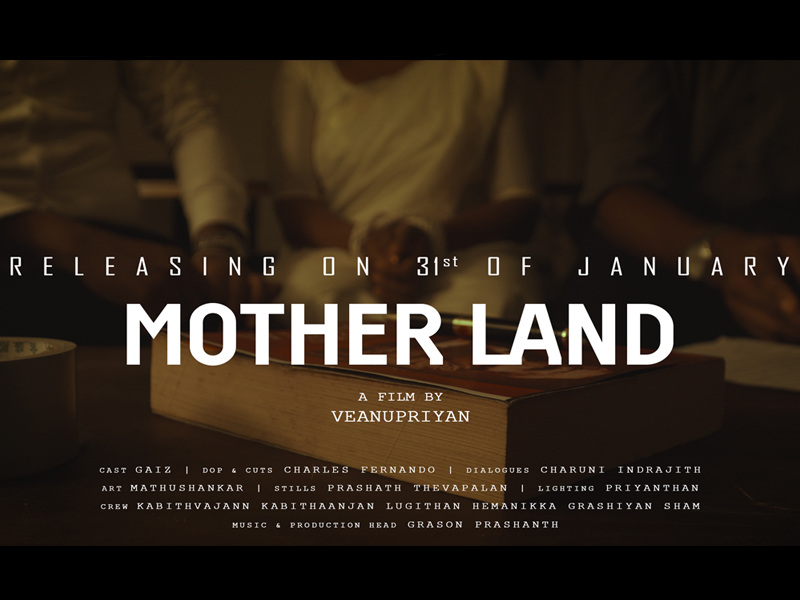 RELEASING ON 31st OF JANUARY
MOTHER LAND
A FILM BY
VEANUPRIYAN
CAST GAIZ | DOP & CUTS CHARLES FERNANDO | DIALOGUES CHARUNI INDRAJITH
ART MATHUSHANKAR | STILLS PRASHATH THEVAPALAN | LIGHTING PRIYANTHAN
CREW KABITHVAJANN KABITHAANJAN LUGITHAN HEMANIKKA GRASHIYAN SHAM
MUSIC & PRODUCTION HEAD GRASON PRASHANTH